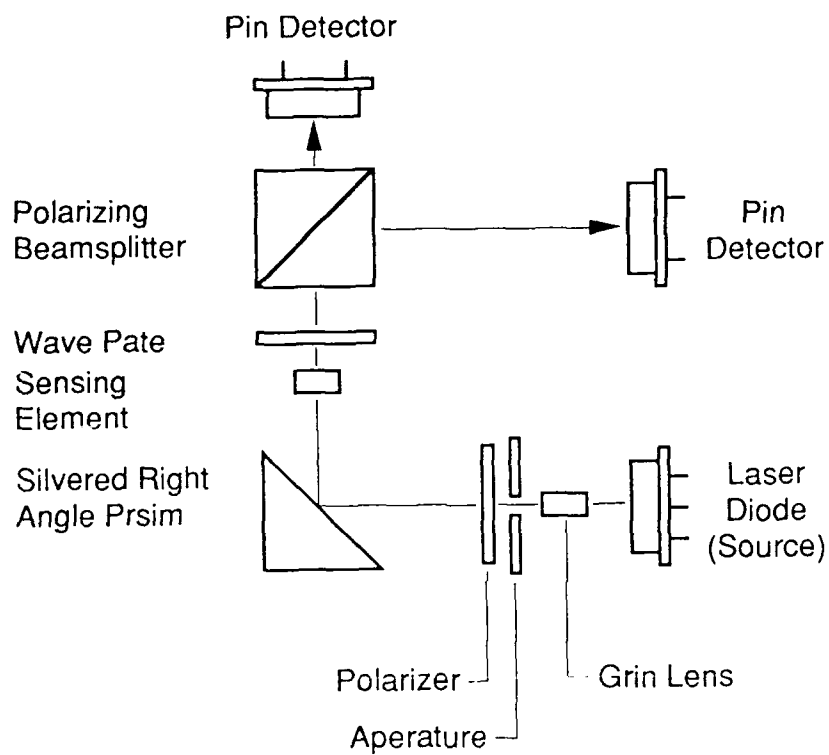 Pin Detector
Polarizing
Beamsplitter
Pin
Detector
Wave Pate
Sensing
Element
Silvered Right
Angle Prsim
Laser
Diode
(Source)
Polarizer
Grin Lens
Aperature